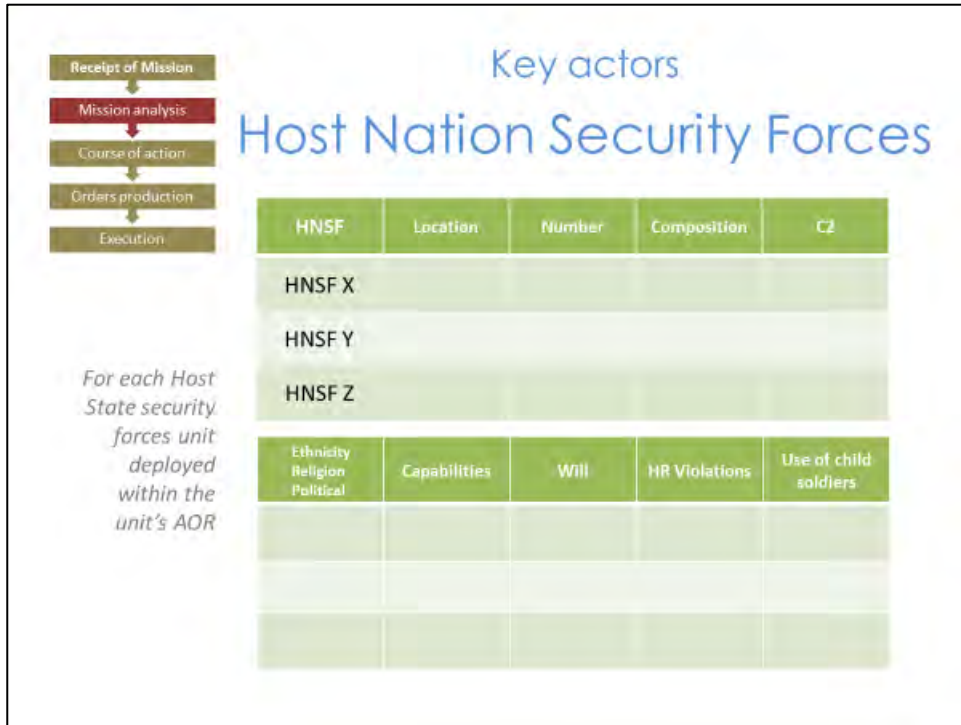 Receipt of Mission
Mission analysis
Course of action
Orders production
Execution
Key actors
Host Nation Security Forces
For each Host
State security
forces unit
deployed
within the
unit's AOR
HNSF Location Number Composition C2
HNSF X
HNSF Y
HNSF Z
Ethnicity
Religion
Political
Capabilities
Will
HR Violations
Use of child
soldiers